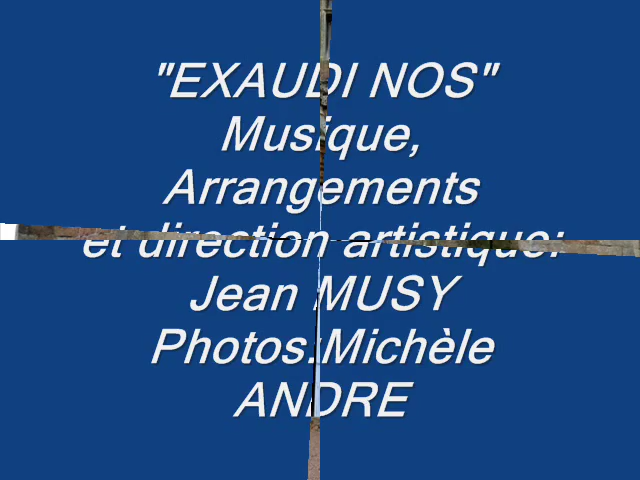 "EXAUDI NOS"
Musique,
Arrangements
et direction artistique:
Jean MUSY
Photos:Michèle
ANDRE